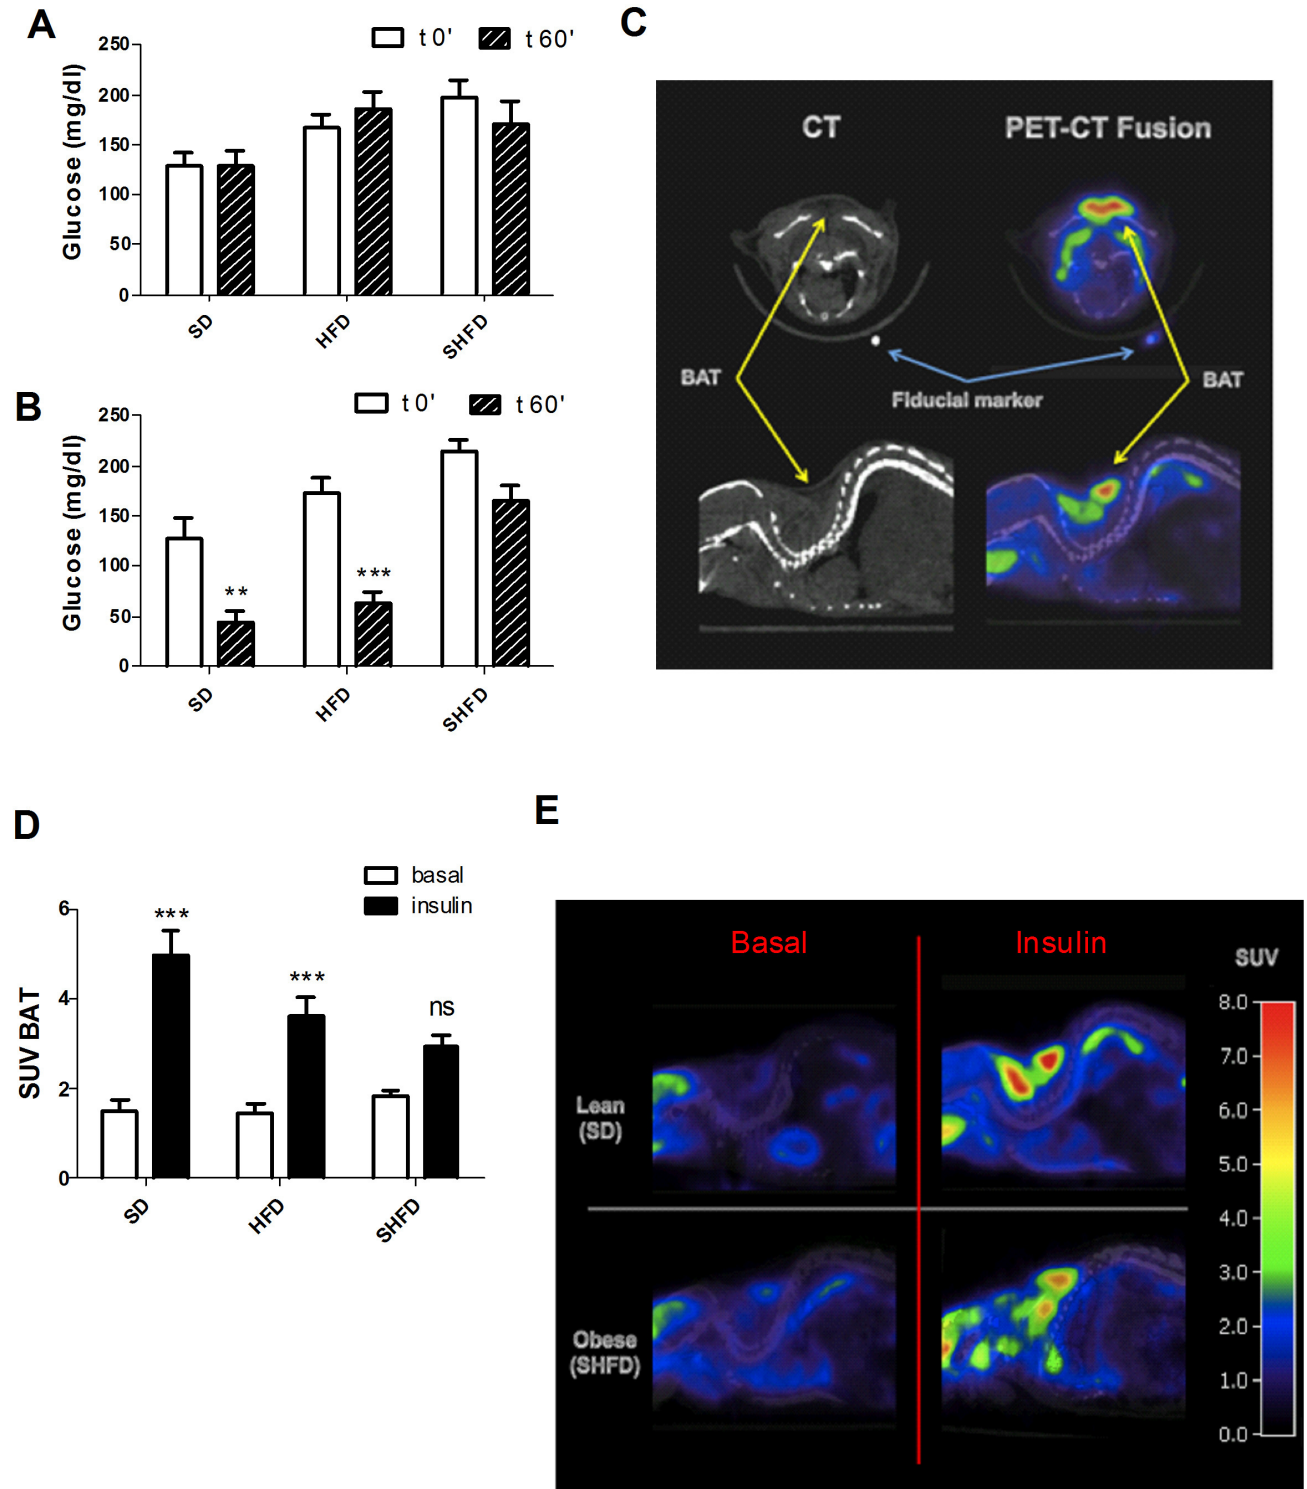 A
t 0'
t 60'
250
200
150
100
50
0
Glucose (mg/dl)
SD
HFD
SHFD
B
t 0'
t 60'
250
200
150
100
50
0
Glucose (mg/dl)
**
***
SD
HFD
SHFD
C
CT
PET-CT Fusion
BAT
BAT
Fiducial marker
D
basal
insulin
6
4
2
0
SUV BAT
***
***
ns
SD
HFD
SHFD
E
Basal
Insulin
SUV
8.0
7.0
6.0
5.0
4.0
3.0
2.0
1.0
0.0
Lean
(SD)
Obese
(SHFD)